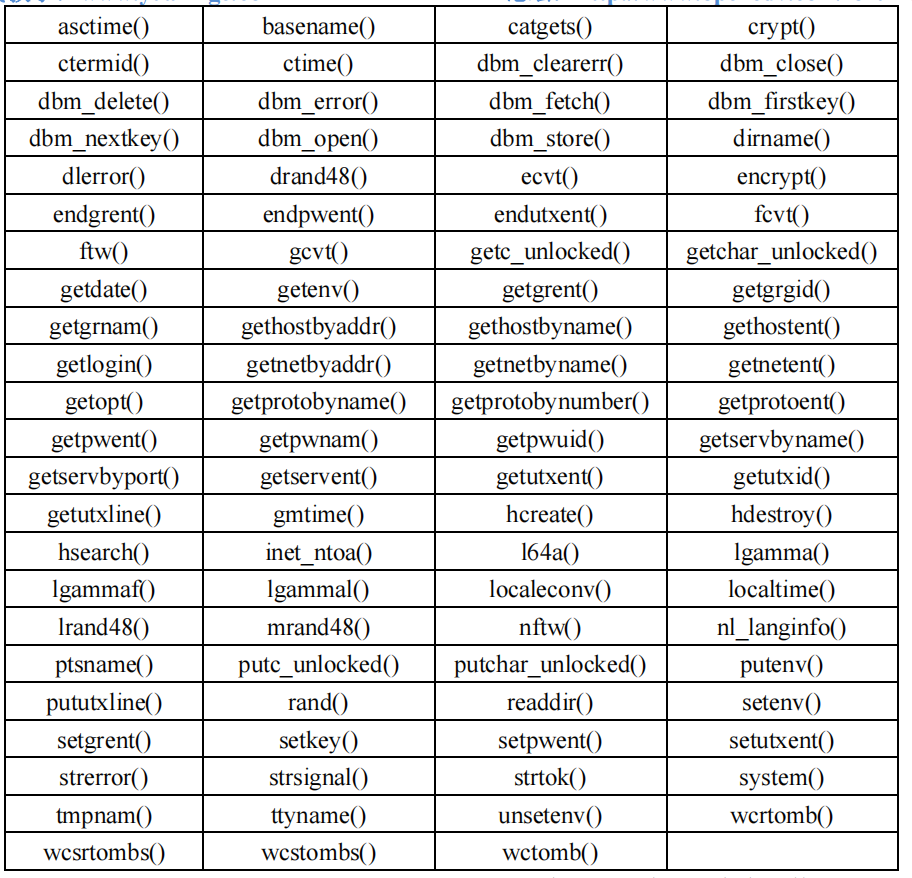 asctime() basename() catgets() crypt()
ctermid() ctime() dbm_clearerr() dbm_close()
dbm_delete() dbm_error() dbm_fetch() dbm_firstkey()
dbm_nextkey() dbm_open() dbm_store() dirname()
dlerror() drand48() ecvt() encrypt()
endgrent() endpwent() endutxent() fcvt()
ftw() gcvt() getc_unlocked() getchar_unlocked()
getdate() getenv() getgrent() getgrgid()
getgrnam() gethostbyaddr() gethostbyname() gethostent()
getlogin() getnetbyaddr() getnetbyname() getnetent()
getopt() getprotobyname() getprotobynumber() getprotoent()
getpwent() getpwnam() getpwuid() getservbyname()
getservbyport() getservent() getutxent() getutxid()
getutxline() gmtime() hcreate() hdestroy()
hsearch() inet_ntoa() l64a() lgamma()
lgammaf() lgammal() localeconv() localtime()
lrand48() mrand48() nftw() nl_langinfo()
ptsname() putc_unlocked() putchar_unlocked() putenv()
pututxline() rand() readdir() setenv()
setgrent() setkey() setpwent() setutxent()
strerror() strsignal() strtok() system()
tmpnam() ttyname() unsetenv() wcrtomb()
wcsrtombs() wcstombs() wctomb()